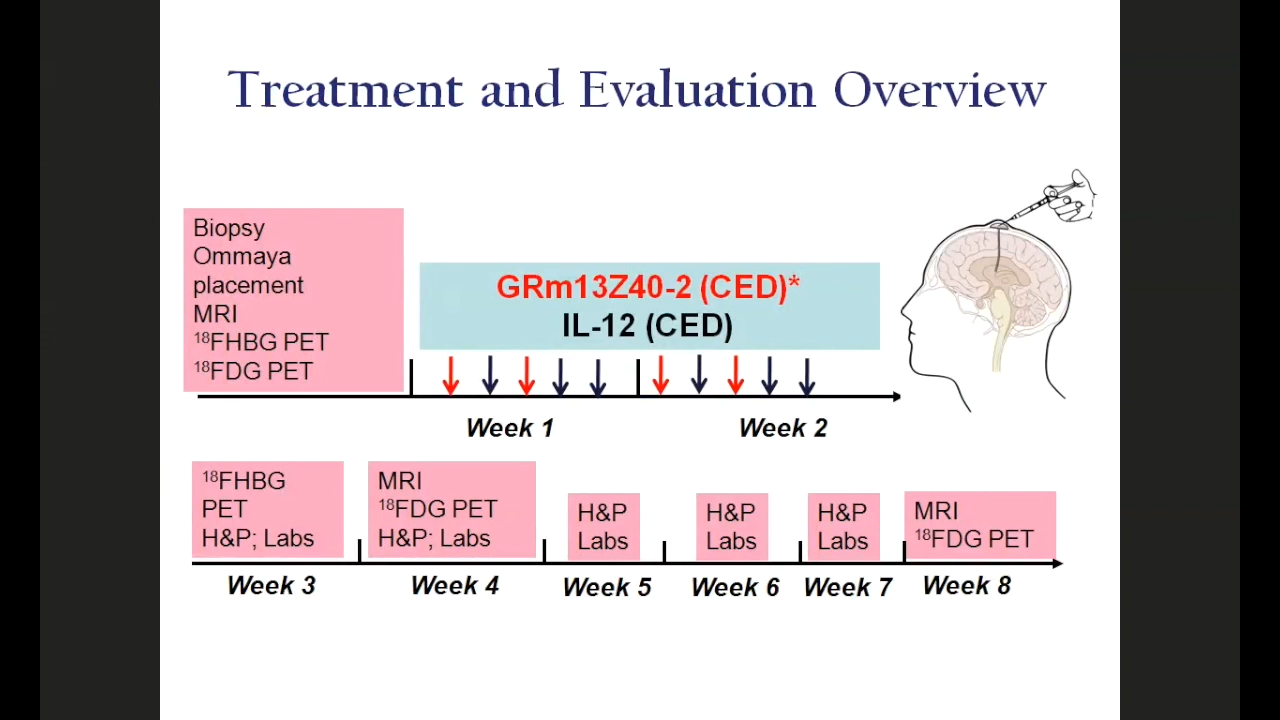 Treatment and Evaluation Overview
Biopsy
Ommaya
placement
MRI
¹⁸FHBG PET
¹⁸FDG PET
GRm13Z40-2 (CED)*
IL-12 (CED)
Week 1
Week 2
¹⁸FHBG
PET
H&P; Labs
MRI
¹⁸FDG PET
H&P; Labs
H&P
Labs
H&P
Labs
H&P
Labs
MRI
¹⁸FDG PET
Week 3
Week 4
Week 5
Week 6
Week 7
Week 8